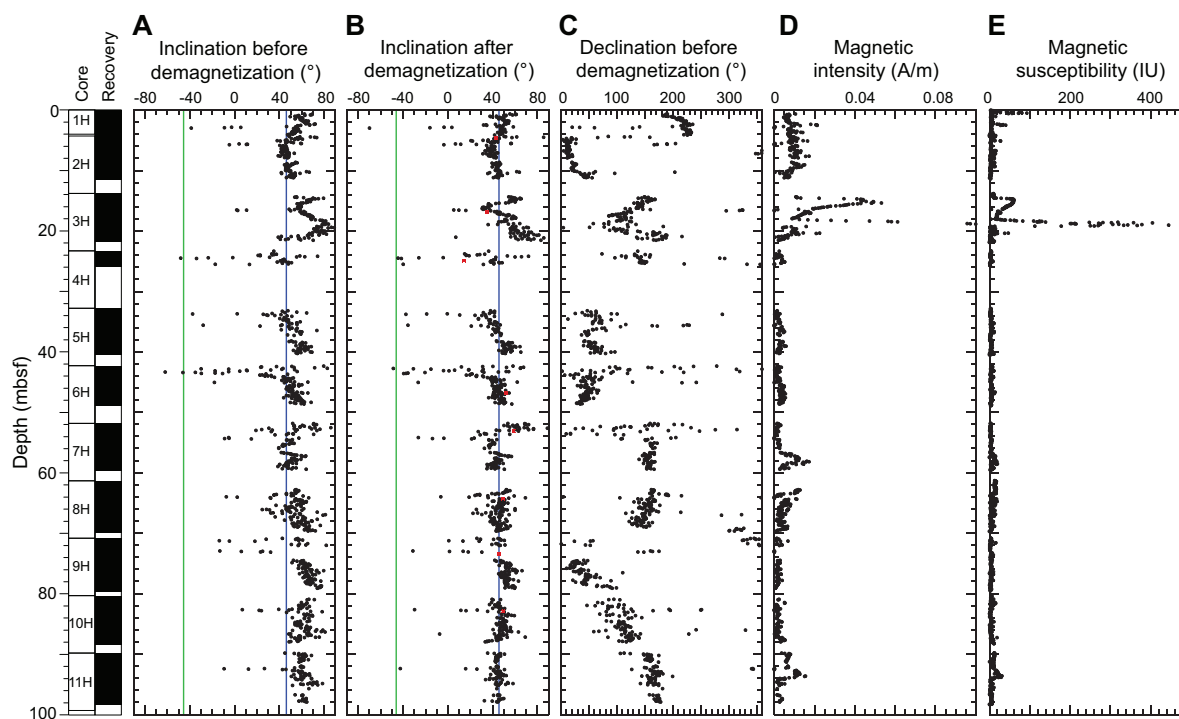 A B C D E
Inclination before Inclination after Declination before Magnetic Magnetic
demagnetization (°) demagnetization (°) demagnetization (°) intensity (A/m) susceptibility (IU)
Core Recovery
-80 -40 0 40 80 -80 -40 0 40 80 0 100 200 300 0 0.04 0.08 0 200 400
0
1H
2H
3H
20
4H
5H
40
6H
7H
60
8H
9H
80
10H
11H
100
Depth (mbsf)